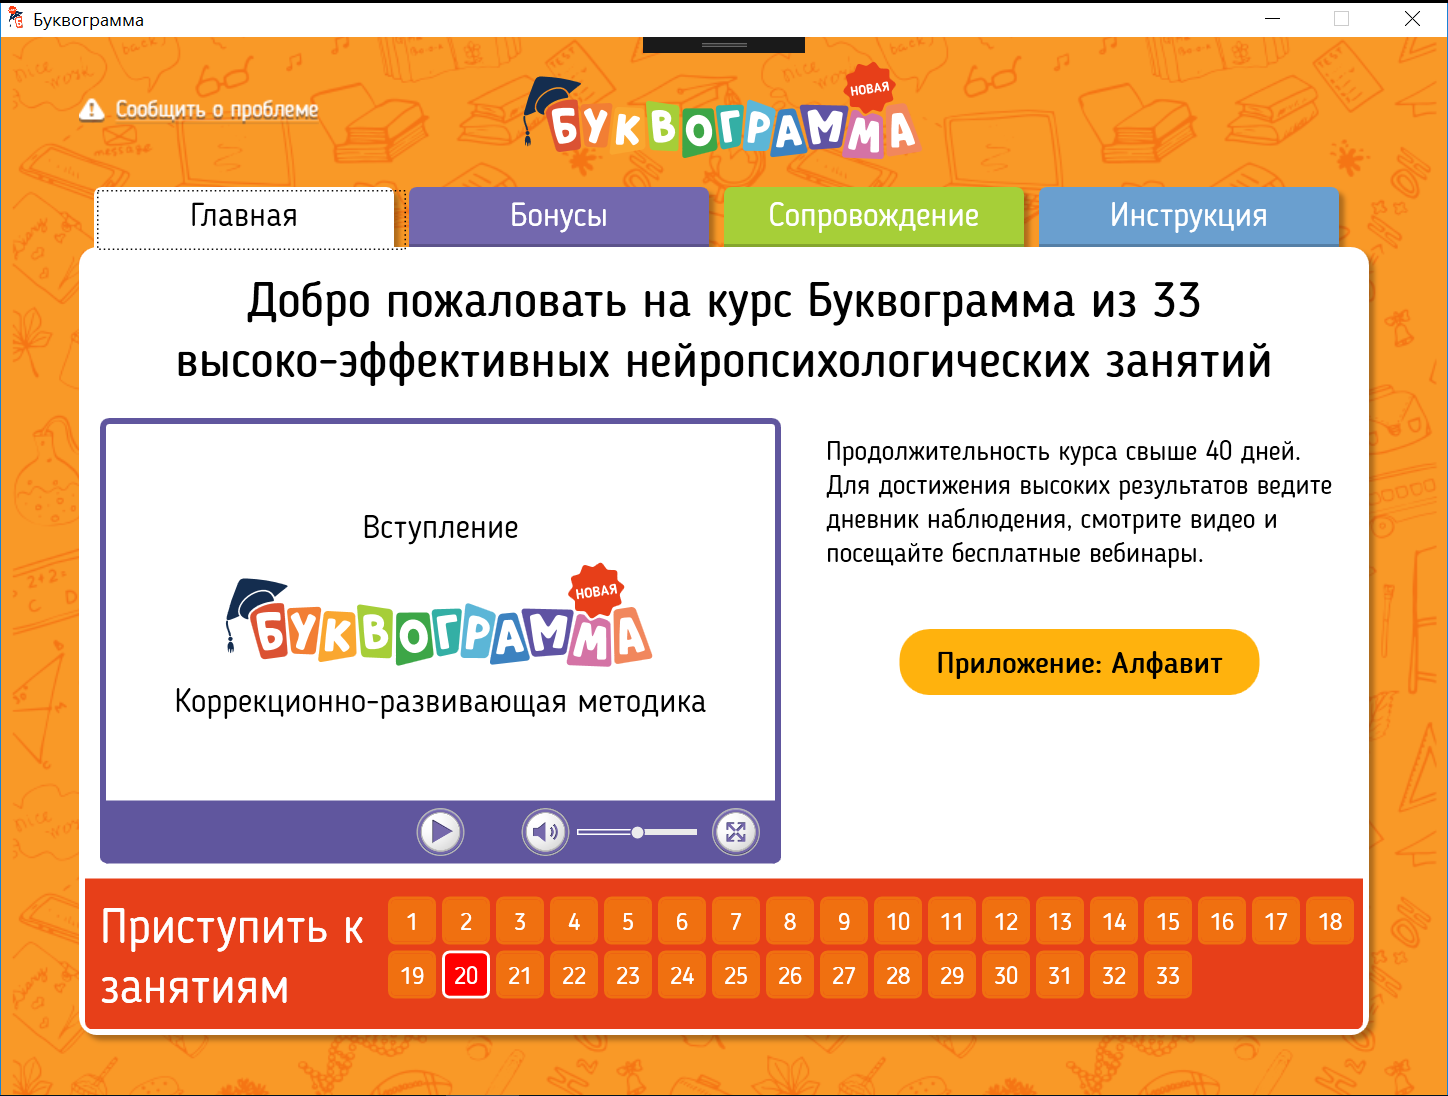 Буквограмма
Сообщить о проблеме
НОВАЯ
БУКВОГРАММА
Главная
Бонусы
Сопровождение
Инструкция
Добро пожаловать на курс Буквограмма из 33
высоко-эффективных нейропсихологических занятий
Вступление
НОВАЯ
БУКВОГРАММА
Коррекционно-развивающая методика
Продолжительность курса свыше 40 дней.
Для достижения высоких результатов ведите
дневник наблюдения, смотрите видео и
посещайте бесплатные вебинары.
Приложение: Алфавит
Приступить к
занятиям
1 2 3 4 5 6 7 8 9 10 11 12 13 14 15 16 17 18
19 20 21 22 23 24 25 26 27 28 29 30 31 32 33